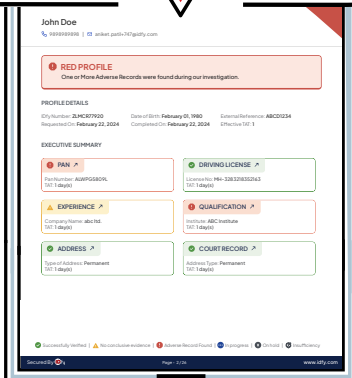 John Doe
9898989898 | aniket.patil+147@idfy.com
RED PROFILE
One or More Adverse Records were found during our investigation.
PROFILE DETAILS
IDfy Number: ZLMCR77920 Date of Birth: February 01, 1980 External Reference: ABCD1234
Requested On: February 22, 2024 Completed On: February 22, 2024 Effective TAT: 1
EXECUTIVE SUMMARY
PAN ↗ DRIVING LICENSE ↗
Pan Number: ALWPG5809L License No: MH-3283218352163
TAT: 1 day(s) TAT: 1 day(s)
EXPERIENCE ↗ QUALIFICATION ↗
Company Name: abc ltd. Institute: ABC Institute
TAT: 1 day(s) TAT: 1 day(s)
ADDRESS ↗ COURT RECORD ↗
Type of Address: Permanent Address Type: Permanent
TAT: 1 day(s) TAT: 1 day(s)
Successfully Verified | No conclusive evidence | Adverse Record Found | In progress | On hold | Insufficiency
Secured By Page - 2/26 www.idfy.com